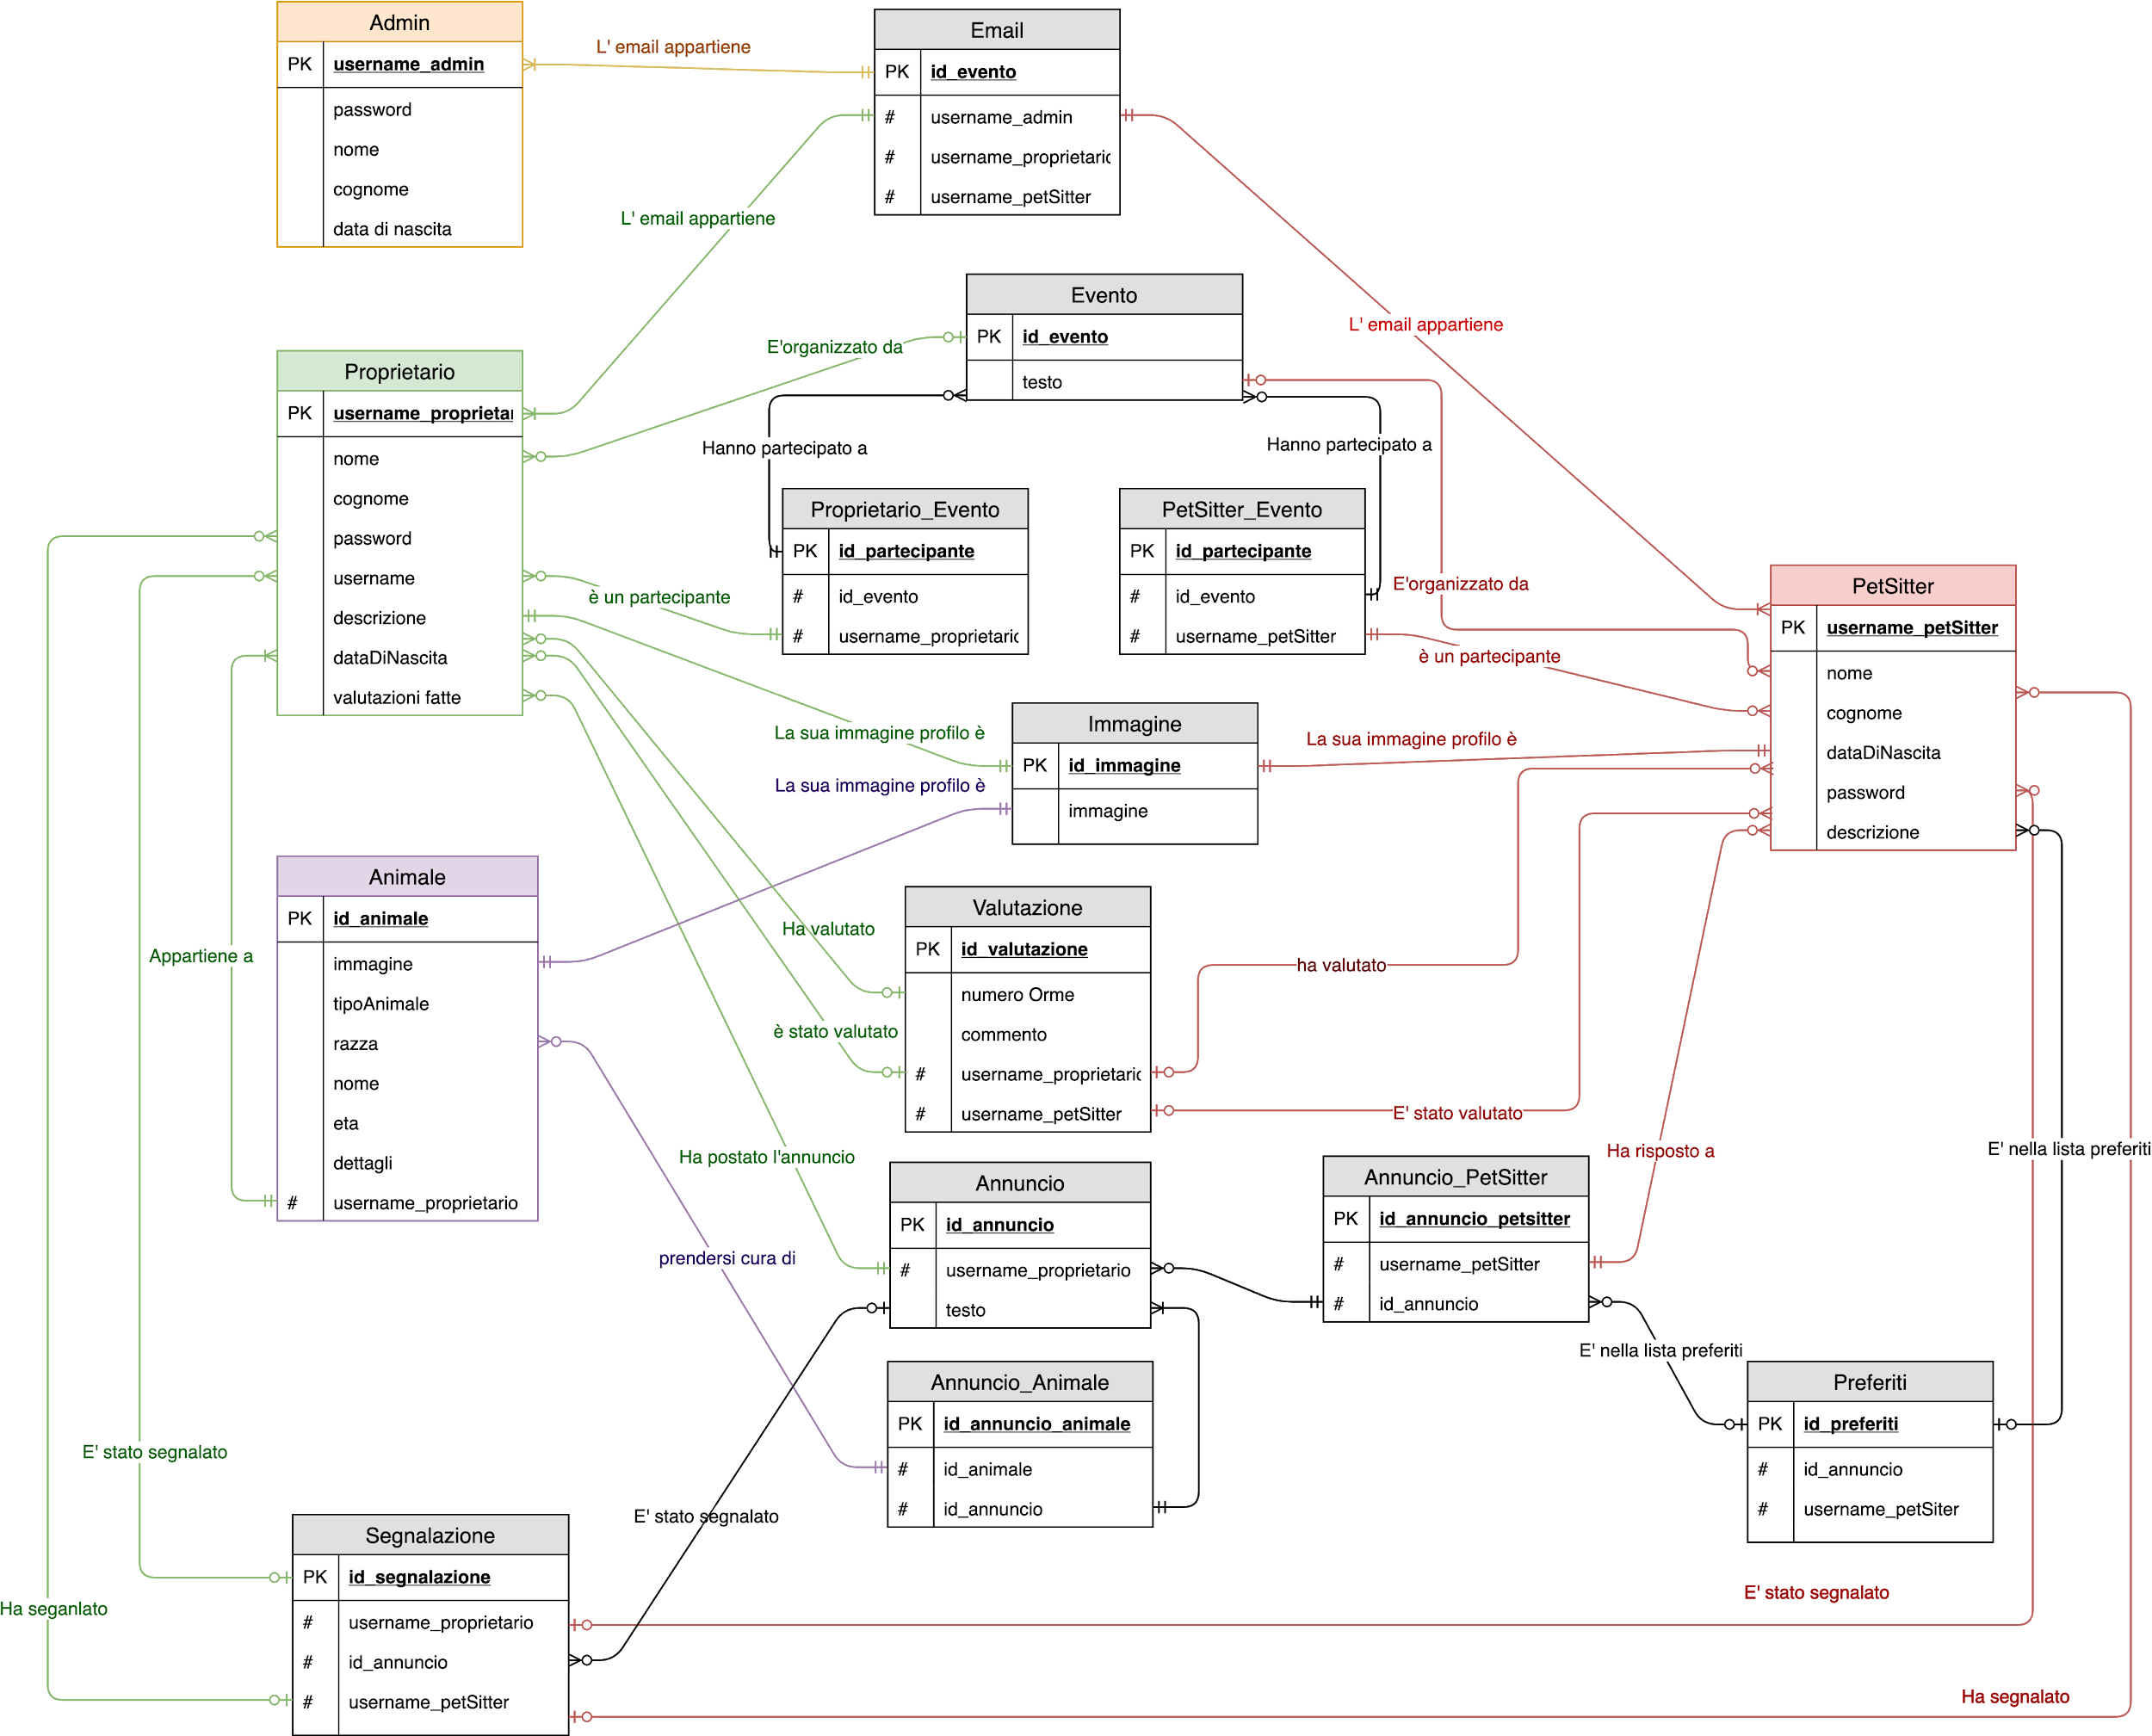 Admin
PK username_admin
password
nome
cognome
data di nascita
L' email appartiene
Email
PK id_evento
# username_admin
# username_proprietaric
# username_petSitter
L' email appartiene
L' email appartiene
Evento
PK id_evento
testo
E'organizzato da
Hanno partecipato a
Hanno partecipato a
Proprietario
PK username_proprietar
nome
cognome
password
username
descrizione
dataDiNascita
valutazioni fatte
Proprietario_Evento
PK id_partecipante
# id_evento
# username_proprietaric
PetSitter_Evento
PK id_partecipante
# id_evento
# username_petSitter
è un partecipante
E'organizzato da
è un partecipante
PetSitter
PK username_petSitter
nome
cognome
dataDiNascita
password
descrizione
La sua immagine profilo è
La sua immagine profilo è
La sua immagine profilo è
Immagine
PK id_immagine
immagine
Animale
PK id_animale
immagine
tipoAnimale
razza
nome
eta
dettagli
# username_proprietario
Appartiene a
Ha valutato
è stato valutato
Valutazione
PK id_valutazione
numero Orme
commento
# username_proprietaric
# username_petSitter
ha valutato
E' stato valutato
Ha postato l'annuncio
Annuncio
PK id_annuncio
# username_proprietario
testo
Annuncio_PetSitter
PK id_annuncio_petsitter
# username_petSitter
# id_annuncio
Ha risposto a
E' nella lista preferiti
prendersi cura di
E' nella lista preferiti
Annuncio_Animale
PK id_annuncio_animale
# id_animale
# id_annuncio
Preferiti
PK id_preferiti
# id_annuncio
# username_petSiter
E' stato segnalato
E' stato segnalato
Segnalazione
PK id_segnalazione
# username_proprietario
# id_annuncio
# username_petSitter
Ha seganlato
E' stato segnalato
Ha segnalato